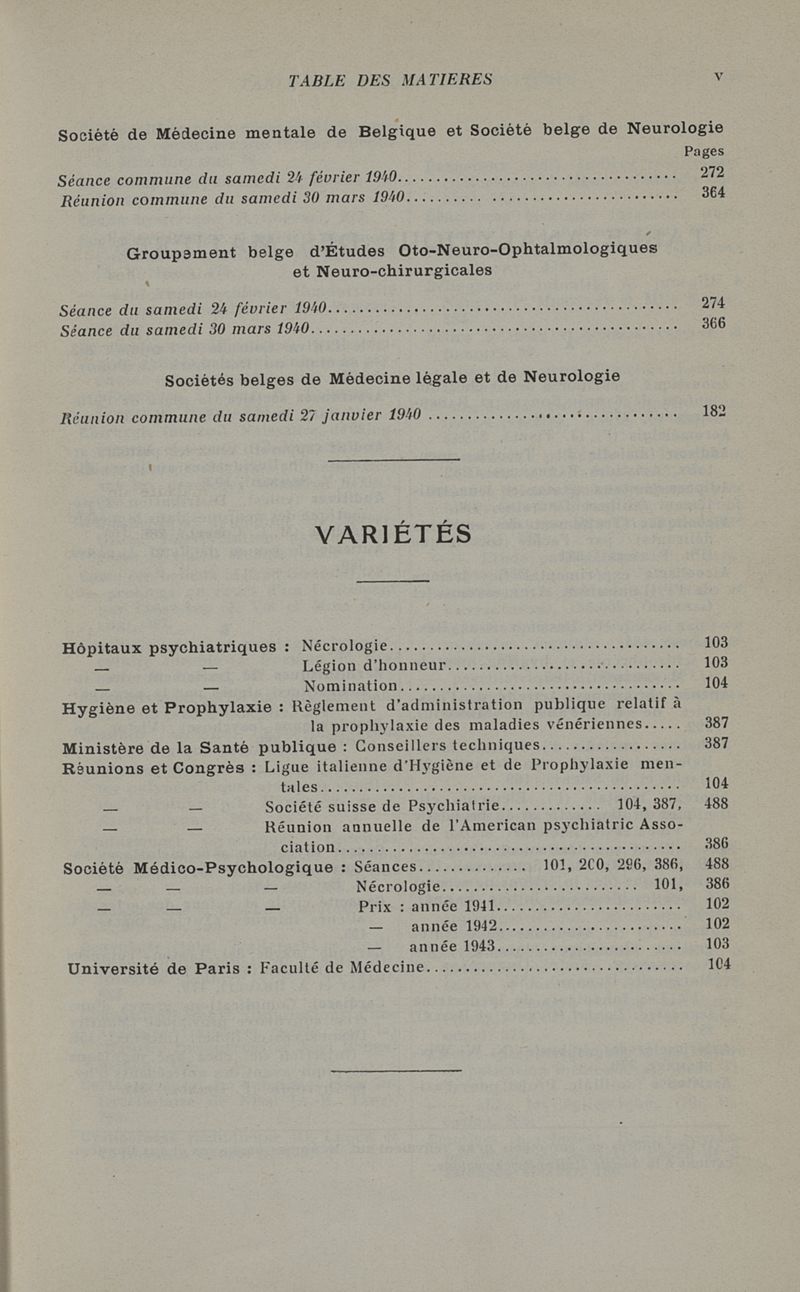 TABLE DES MATIERES V
Société de Médecine mentale de Belgique et Société belge de Neurologie
Pages
Séance commune du samedi 24 février 1940........................ 272
Réunion commune du samedi 30 mars 1940........................ 364
Groupement belge d'Études Oto-Neuro-Ophtalmologiques
et Neuro-chirurgicales
Séance du samedi 24 février 1940........................ 274
Séance du samedi 30 mars 1940........................ 366
Sociétés belges de Médecine légale et de Neurologie
Réunion commune du samedi 27 janvier 1940 ........................ 182
VARIÉTÉS
Hôpitaux psychiatriques : Nécrologie........................ 103
— — Légion d'honneur........................ 103
— — Nomination........................ 104
Hygiène et Prophylaxie : Règlement d'administration publique relatif à
la prophylaxie des maladies vénériennes..... 387
Ministère de la Santé publique : Conseillers techniques.................. 387
Réunions et Congrès : Ligue italienne d'Hygiène et de Prophylaxie men-
tales........................ 104
— — Société suisse de Psychiatrie............. 104, 387, 488
— — Réunion annuelle de l'American psychiatric Asso-
ciation........................ 386
Société Médico-Psychologique : Séances.............. 101, 200, 296, 386, 488
— — — Nécrologie........................ 101, 386
— — — Prix : année 1941........................ 102
— année 1942........................ 102
— année 1943........................ 103
Université de Paris : Faculté de Médecine........................ 104